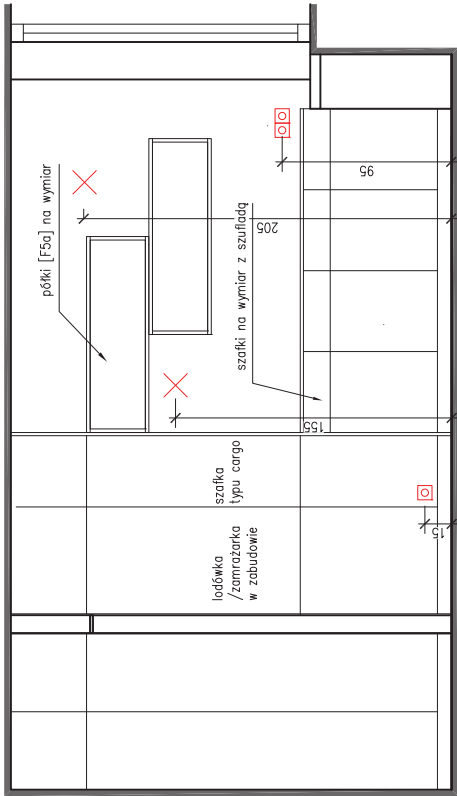 półki [F5a] na wymiar
205
95
szafki na wymiar z szufladą
155
szafka
typu cargo
lodówka
/zamrażarka
w zabudowie
15